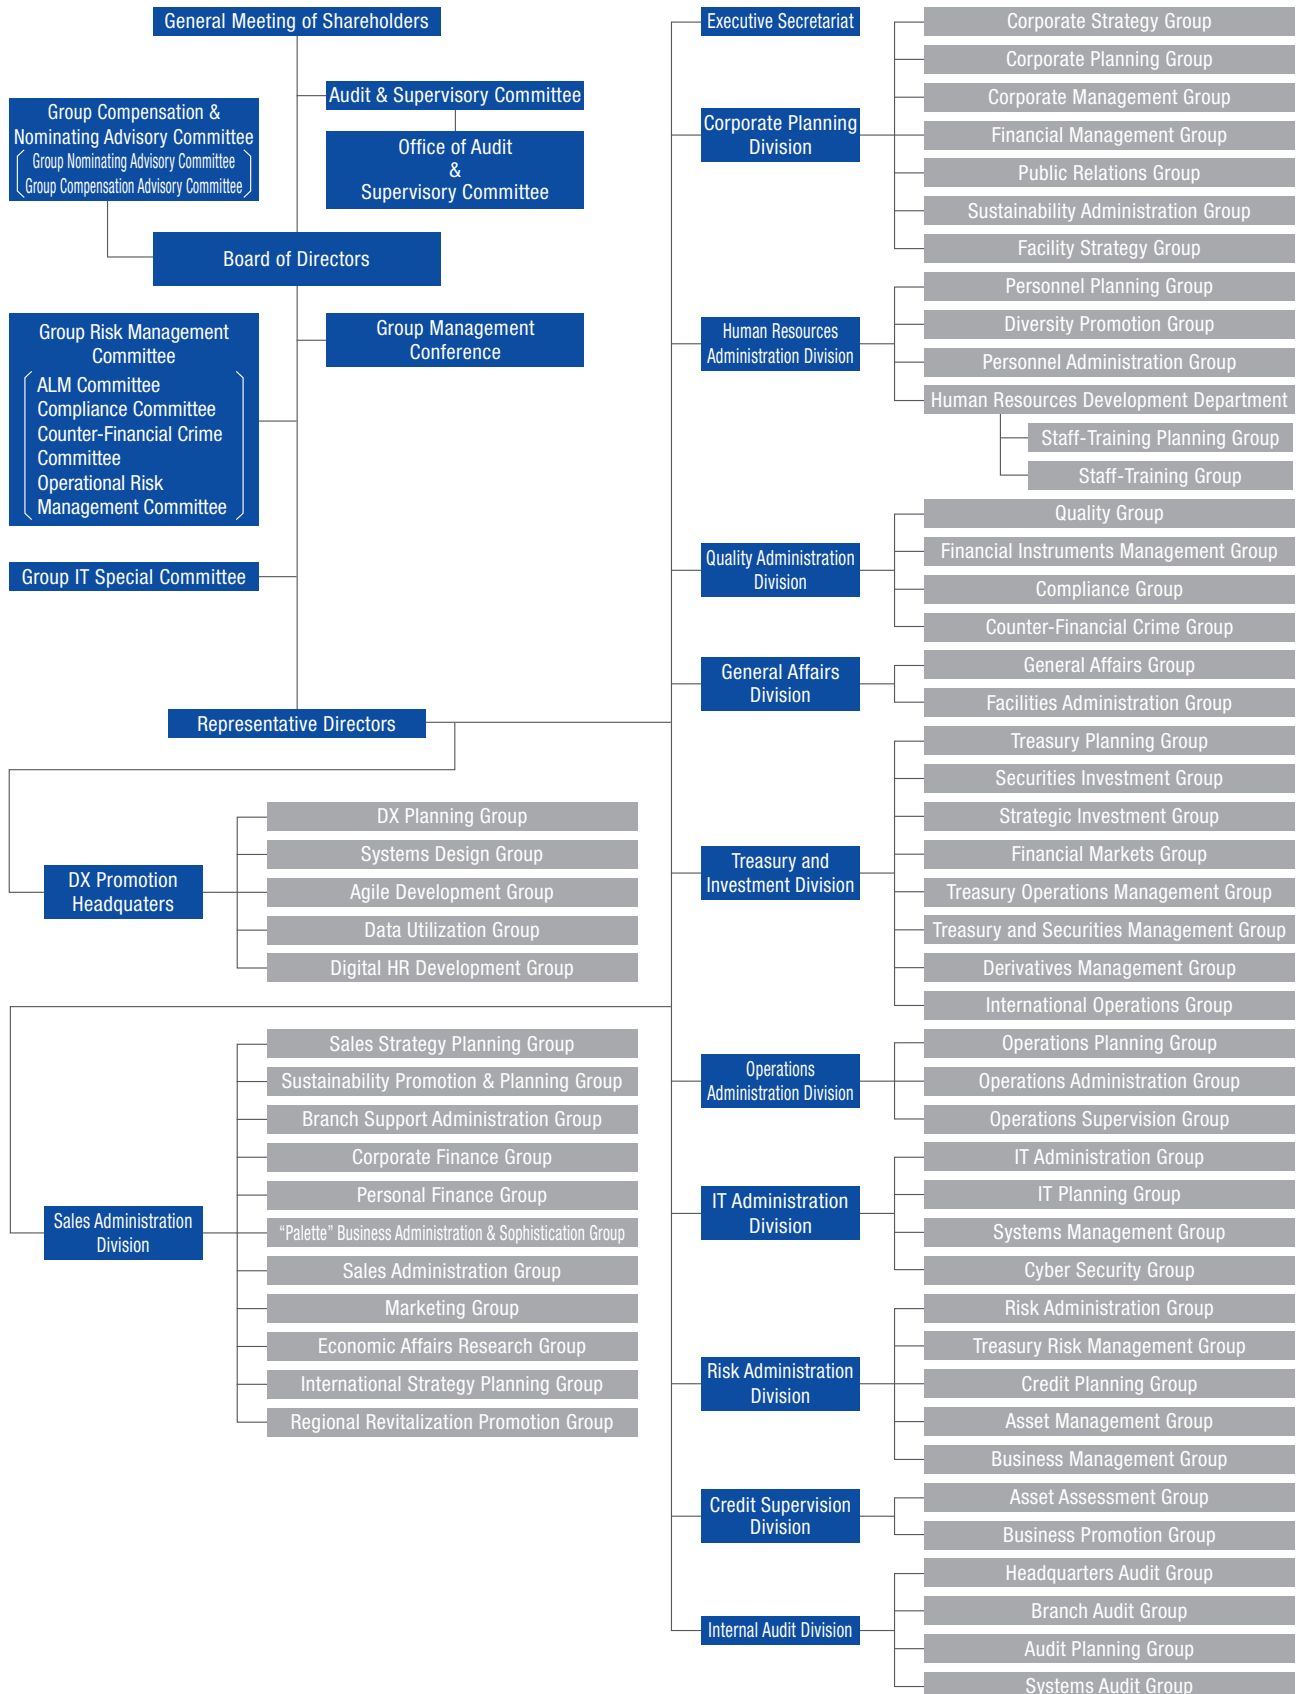 General Meeting of Shareholders
Audit & Supervisory Committee
Group Compensation &
Nominating Advisory Committee
Group Nominating Advisory Committee
Group Compensation Advisory Committee
Office of Audit
&
Supervisory Committee
Board of Directors
Group Risk Management
Committee
ALM Committee
Compliance Committee
Counter-Financial Crime
Committee
Operational Risk
Management Committee
Group Management
Conference
Group IT Special Committee
Representative Directors
DX Promotion
Headquaters
DX Planning Group
Systems Design Group
Agile Development Group
Data Utilization Group
Digital HR Development Group
Sales Administration
Division
Sales Strategy Planning Group
Sustainability Promotion & Planning Group
Branch Support Administration Group
Corporate Finance Group
Personal Finance Group
“Palette” Business Administration & Sophistication Group
Sales Administration Group
Marketing Group
Economic Affairs Research Group
International Strategy Planning Group
Regional Revitalization Promotion Group
Executive Secretariat
Corporate Planning
Division
Corporate Strategy Group
Corporate Planning Group
Corporate Management Group
Financial Management Group
Public Relations Group
Sustainability Administration Group
Facility Strategy Group
Human Resources
Administration Division
Personnel Planning Group
Diversity Promotion Group
Personnel Administration Group
Human Resources Development Department
Staff-Training Planning Group
Staff-Training Group
Quality Administration
Division
Quality Group
Financial Instruments Management Group
Compliance Group
Counter-Financial Crime Group
General Affairs
Division
General Affairs Group
Facilities Administration Group
Treasury and
Investment Division
Treasury Planning Group
Securities Investment Group
Strategic Investment Group
Financial Markets Group
Treasury Operations Management Group
Treasury and Securities Management Group
Derivatives Management Group
International Operations Group
Operations
Administration Division
Operations Planning Group
Operations Administration Group
Operations Supervision Group
IT Administration
Division
IT Administration Group
IT Planning Group
Systems Management Group
Cyber Security Group
Risk Administration
Division
Risk Administration Group
Treasury Risk Management Group
Credit Planning Group
Asset Management Group
Business Management Group
Credit Supervision
Division
Asset Assessment Group
Business Promotion Group
Internal Audit Division
Headquarters Audit Group
Branch Audit Group
Audit Planning Group
Systems Audit Group